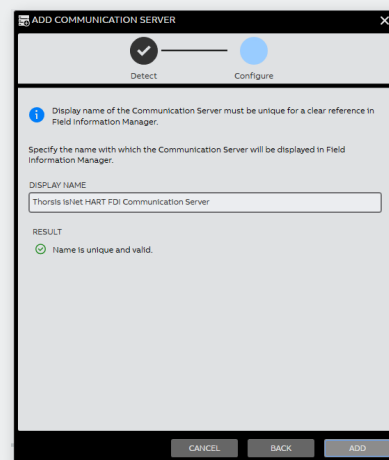 ADD COMMUNICATION SERVER
Detect
Configure
Display name of the Communication Server must be unique for a clear reference in
Field Information Manager.
Specify the name with which the Communication Server will be displayed in Field
Information Manager.
DISPLAY NAME
Thorsis isNet HART FDI Communication Server
RESULT
Name is unique and valid.
CANCEL
BACK
ADD